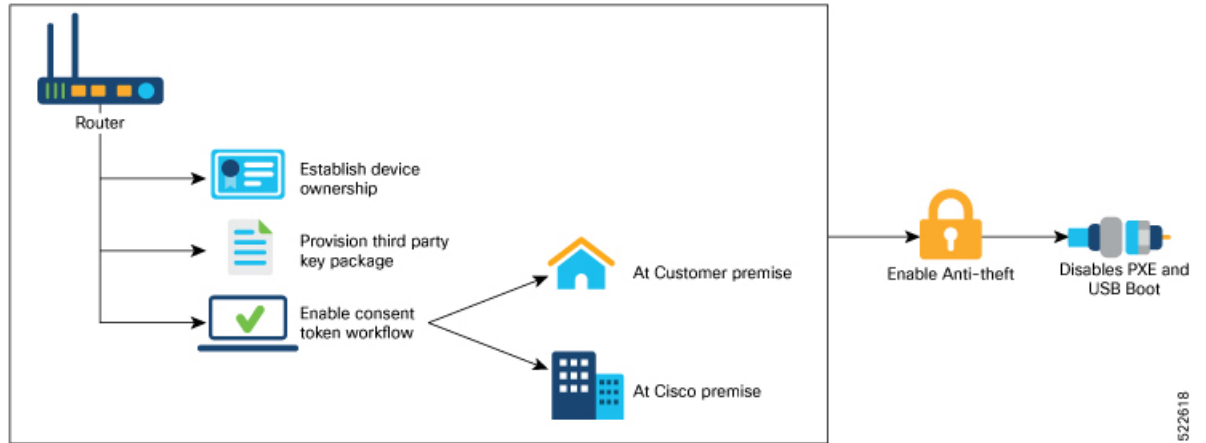 Router
Establish device
ownership
Provision third party
key package
Enable consent
token workflow
At Customer premise
At Cisco premise
Enable Anti-theft
Disables PXE and
USB Boot
522618